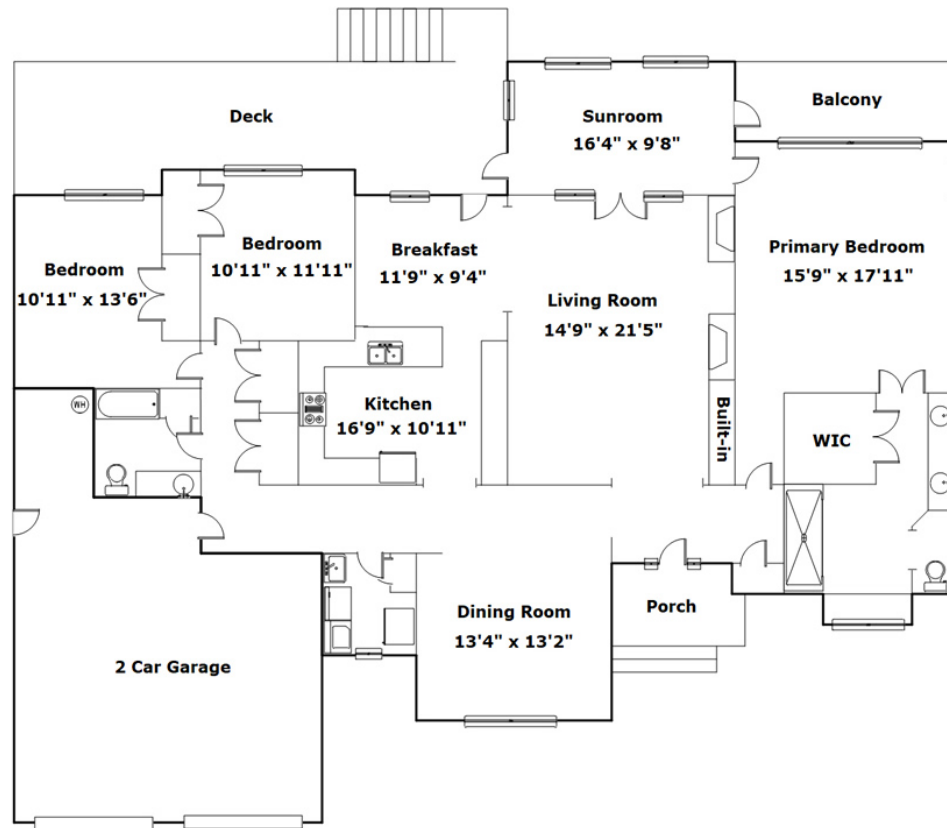 Deck
Sunroom
16'4" x 9'8"
Balcony
Bedroom
10'11" x 13'6"
Bedroom
10'11" x 11'11"
Breakfast
11'9" x 9'4"
Living Room
14'9" x 21'5"
Primary Bedroom
15'9" x 17'11"
Kitchen
16'9" x 10'11"
Built-in
WIC
HM
Dining Room
13'4" x 13'2"
Porch
2 Car Garage